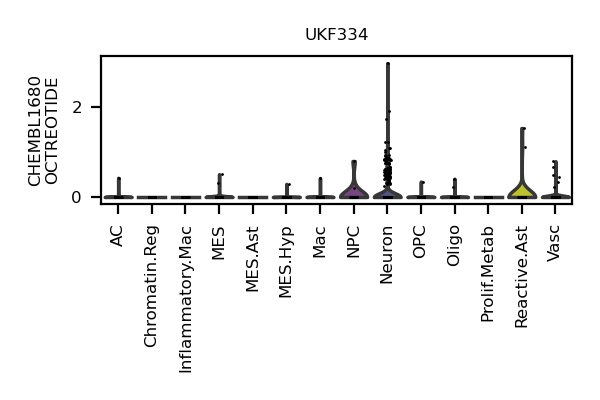 UKF334
CHEMBL1680
OCTREOTIDE
2
0
AC
Chromatin.Reg
Inflammatory.Mac
MES
MES.Ast
MES.Hyp
Mac
NPC
Neuron
OPC
Oligo
Prolif.Metab
Reactive.Ast
Vasc